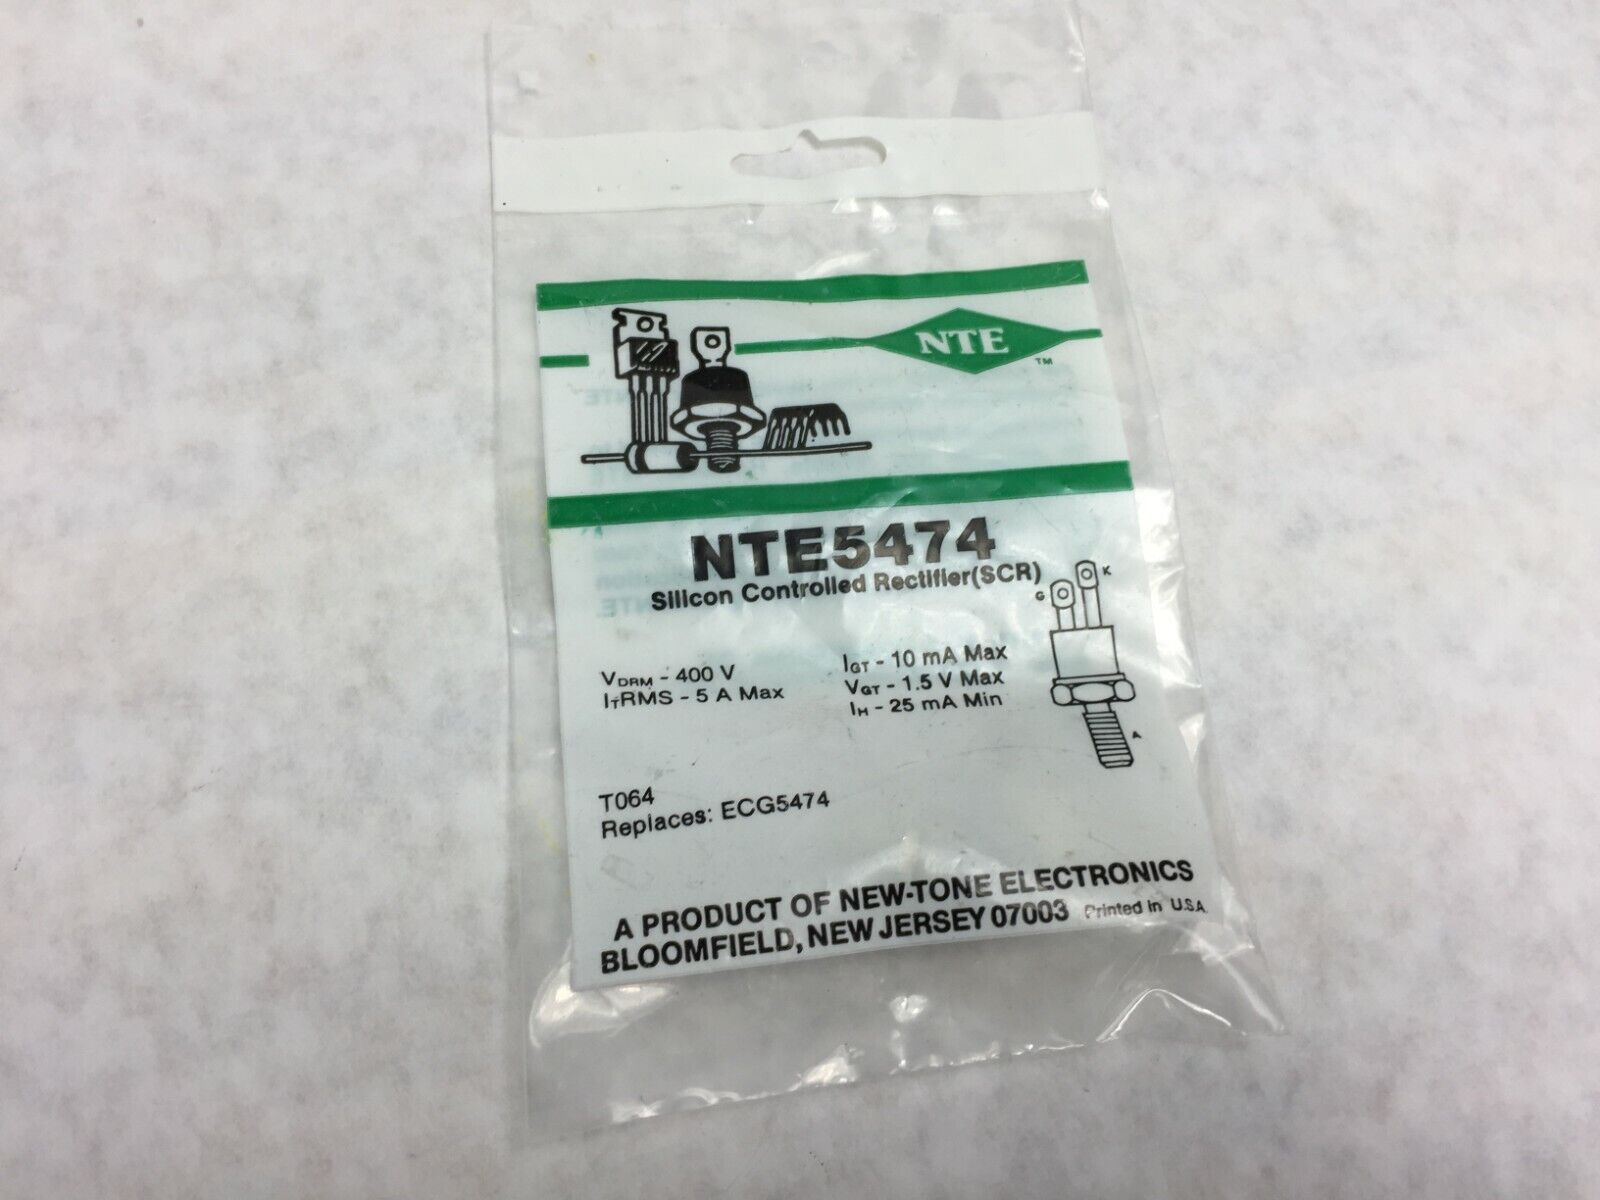 NTE
TM
NTE5474
Silicon Controlled Rectifier(SCR)
G
K
VDRM - 400 V
ITRMS - 5 A Max
IGT - 10 mA Max
VGT - 1.5 V Max
IH - 25 mA Min
A
T064
Replaces: ECG5474
A PRODUCT OF NEW-TONE ELECTRONICS
BLOOMFIELD, NEW JERSEY 07003 Printed in U.S.A.